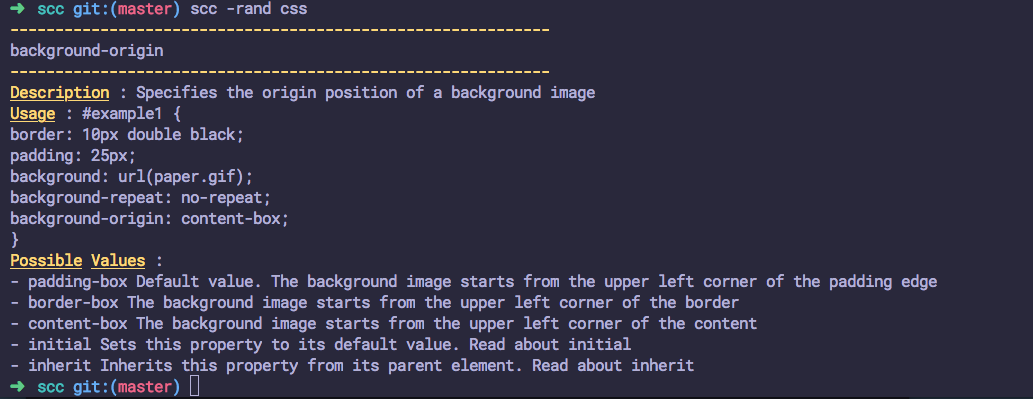 ➜ scc git:(master) scc -rand css
------------------------------------------------------------
background-origin
------------------------------------------------------------
Description : Specifies the origin position of a background image
Usage : #example1 {
border: 10px double black;
padding: 25px;
background: url(paper.gif);
background-repeat: no-repeat;
background-origin: content-box;
}
Possible Values :
- padding-box Default value. The background image starts from the upper left corner of the padding edge
- border-box The background image starts from the upper left corner of the border
- content-box The background image starts from the upper left corner of the content
- initial Sets this property to its default value. Read about initial
- inherit Inherits this property from its parent element. Read about inherit
➜ scc git:(master)